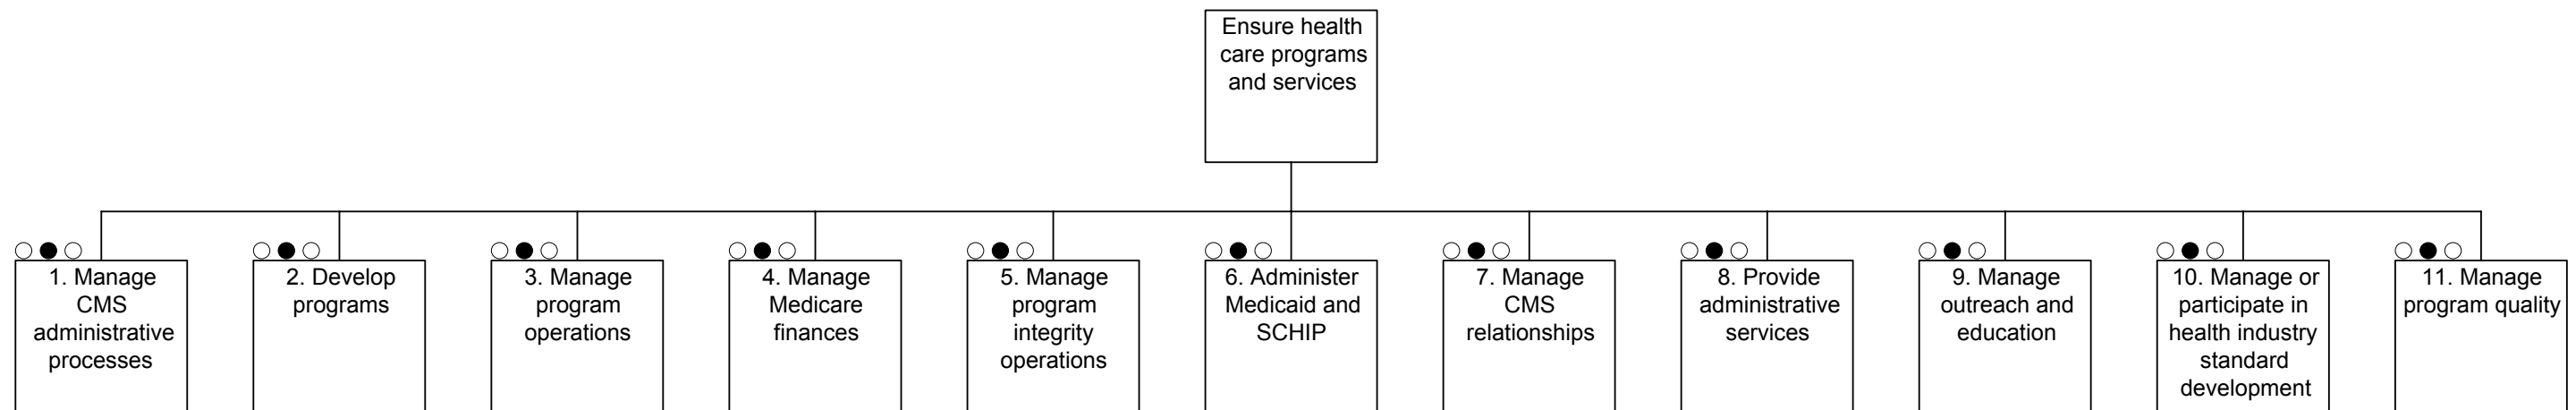 Ensure health
care programs
and services
1. Manage
CMS
administrative
processes
2. Develop
programs
3. Manage
program
operations
4. Manage
Medicare
finances
5. Manage
program
integrity
operations
6. Administer
Medicaid and
SCHIP
7. Manage
CMS
relationships
8. Provide
administrative
services
9. Manage
outreach and
education
10. Manage or
participate in
health industry
standard
development
11. Manage
program quality